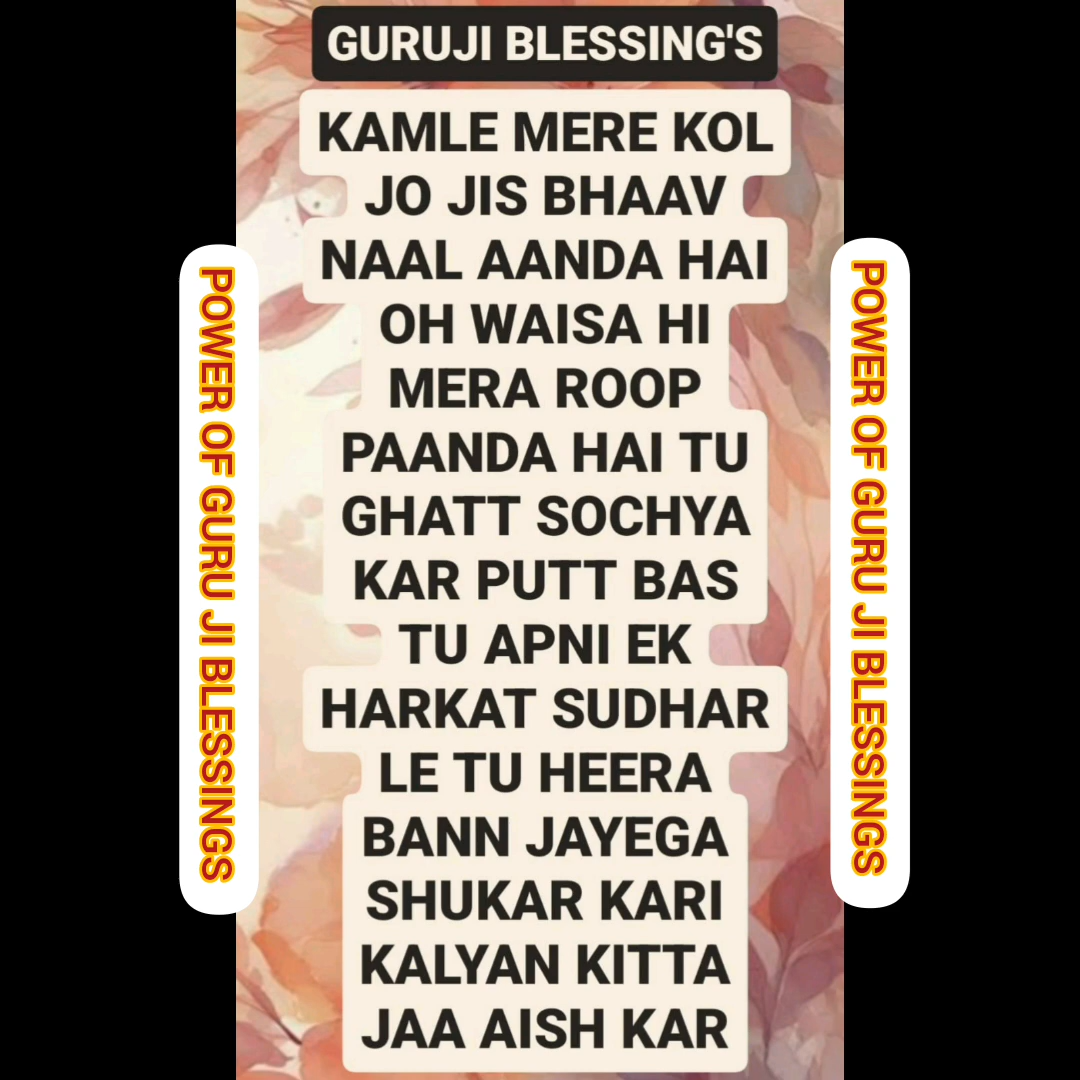 GURUJI BLESSING'S
KAMLE MERE KOL
JO JIS BHAAV
NAAL AANDA HAI
OH WAISA HI
MERA ROOP
PAANDA HAI TU
GHATT SOCHYA
KAR PUTT BAS
TU APNI EK
HARKAT SUDHAR
LE TU HEERA
BANN JAYEGA
SHUKAR KARI
KALYAN KITTA
JAA AISH KAR
POWER OF GURU JI BLESSINGS
POWER OF GURU JI BLESSINGS